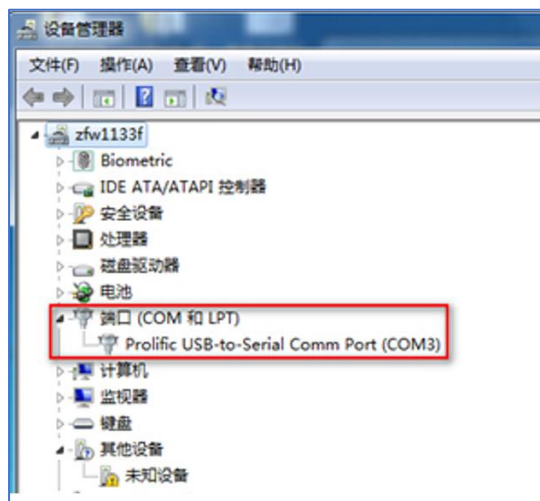 设备管理器
文件(F) 操作(A) 查看(V) 帮助(H)
zfw1133f
Biometric
IDE ATA/ATAPI 控制器
安全设备
处理器
磁盘驱动器
电池
端口 (COM 和 LPT)
Prolific USB-to-Serial Comm Port (COM3)
计算机
监视器
键盘
其他设备
未知设备